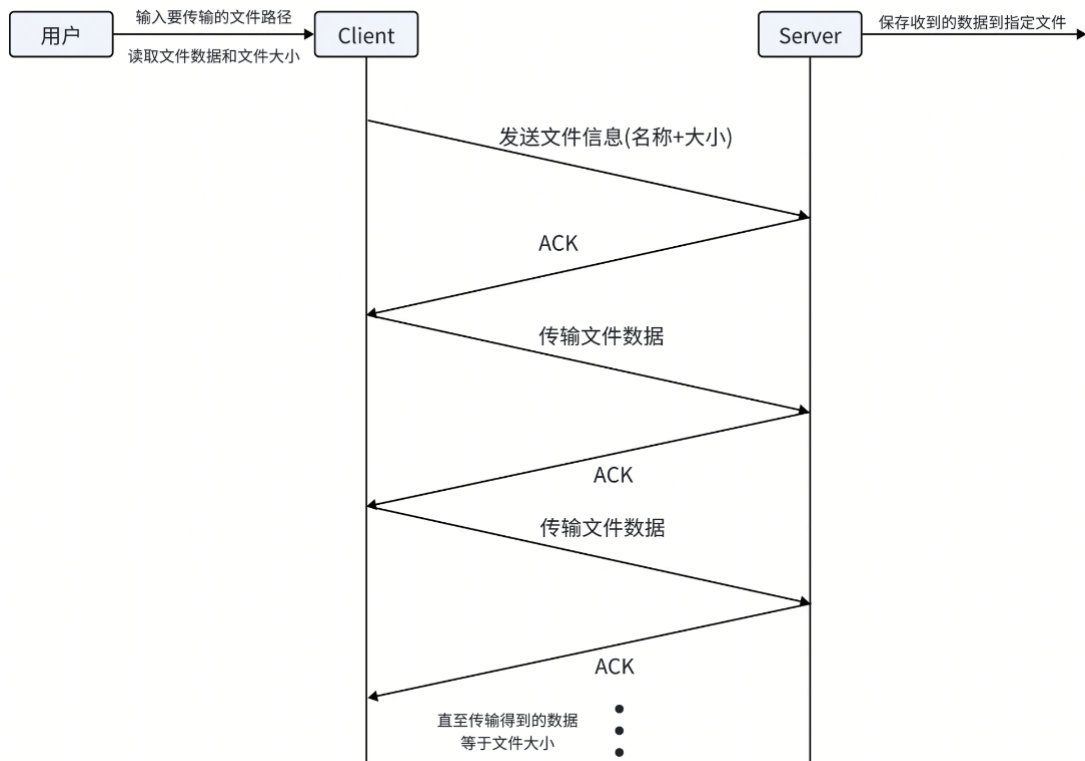 用户
输入要传输的文件路径
读取文件数据和文件大小
Client
Server
保存收到的数据到指定文件
发送文件信息(名称+大小)
ACK
传输文件数据
ACK
传输文件数据
ACK
直至传输得到的数据
等于文件大小